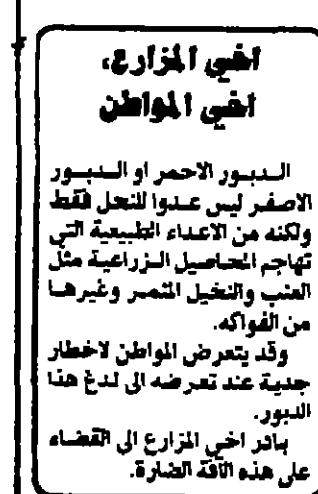 اخي المزارع،
اخي المواطن
الدبور الاحمر او الدبور
الاصفر ليس عدوا للنحل فقط
ولكنه من الاعداء الطبيعية التي
تهاجم المحاصيل الزراعية مثل
العنب والنخيل المثمر وغيرها
من الفواكه.
وقد يتعرض المواطن لاخطار
جدية عند تعرضه الى لدغ هذا
الدبور.
بادر اخي المزارع الى القضاء
على هذه الآفة الضارة.